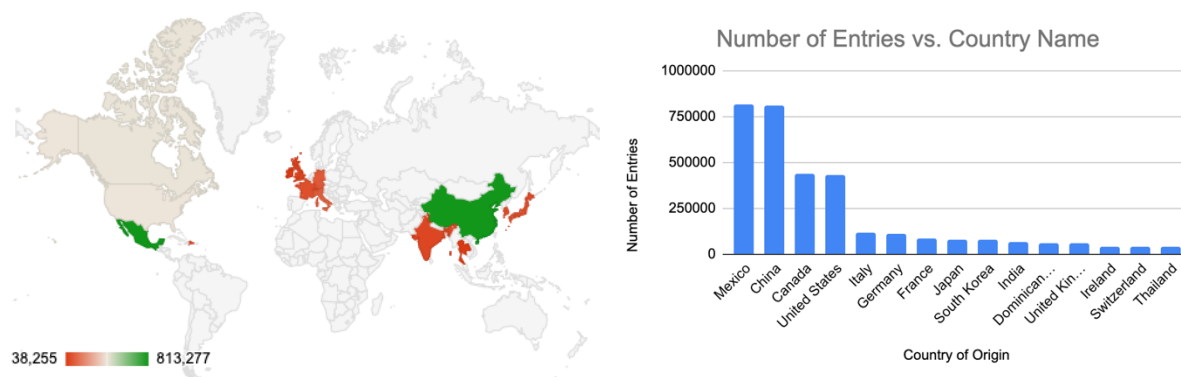 38,255
813,277
Number of Entries vs. Country Name
Number of Entries
1000000
750000
500000
250000
0
Mexico
China
Canada
United States
Italy
Germany
France
Japan
South Korea
India
Dominican…
United Kin…
Ireland
Switzerland
Thailand
Country of Origin